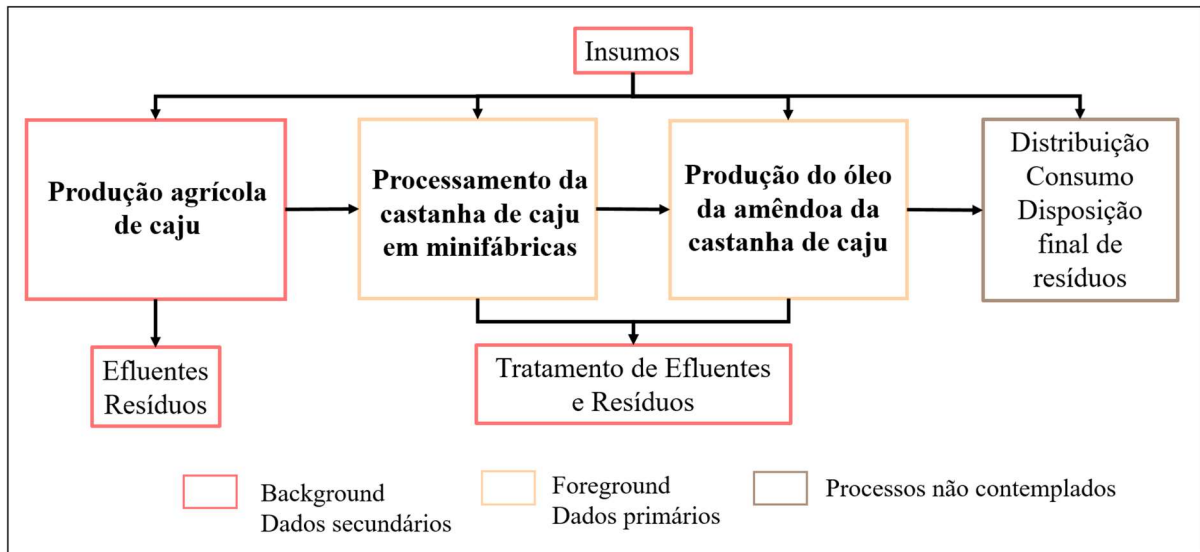 Insumos
Produção agrícola
de caju
Processamento da
castanha de caju
em minifábricas
Produção do óleo
da amêndoa da
castanha de caju
Distribuição
Consumo
Disposição
final de
resíduos
Efluentes
Resíduos
Tratamento de Efluentes
e Resíduos
Background
Dados secundários
Foreground
Dados primários
Processos não contemplados